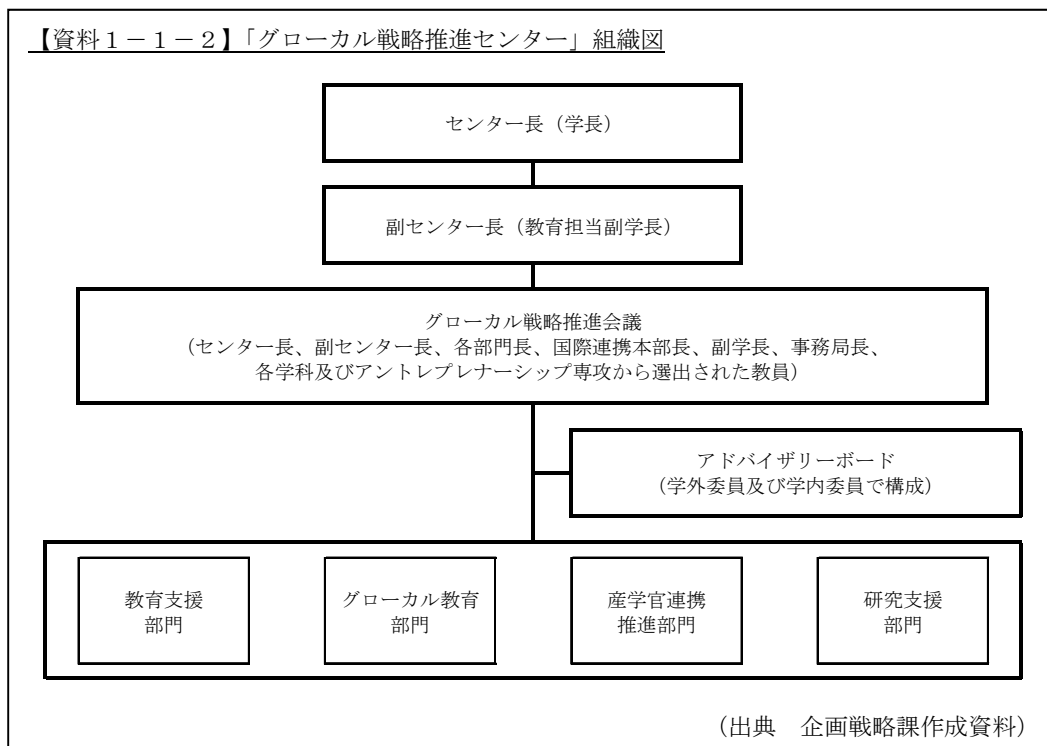 【資料１－１－２】「グローカル戦略推進センター」組織図
センター長（学長）
副センター長（教育担当副学長）
グローカル戦略推進会議
（センター長、副センター長、各部門長、国際連携本部長、副学長、事務局長、
各学科及びアントレプレナーシップ専攻から選出された教員）
アドバイザリーボード
（学外委員及び学内委員で構成）
教育支援
部門
グローカル教育
部門
産学官連携
推進部門
研究支援
部門
（出典　企画戦略課作成資料）